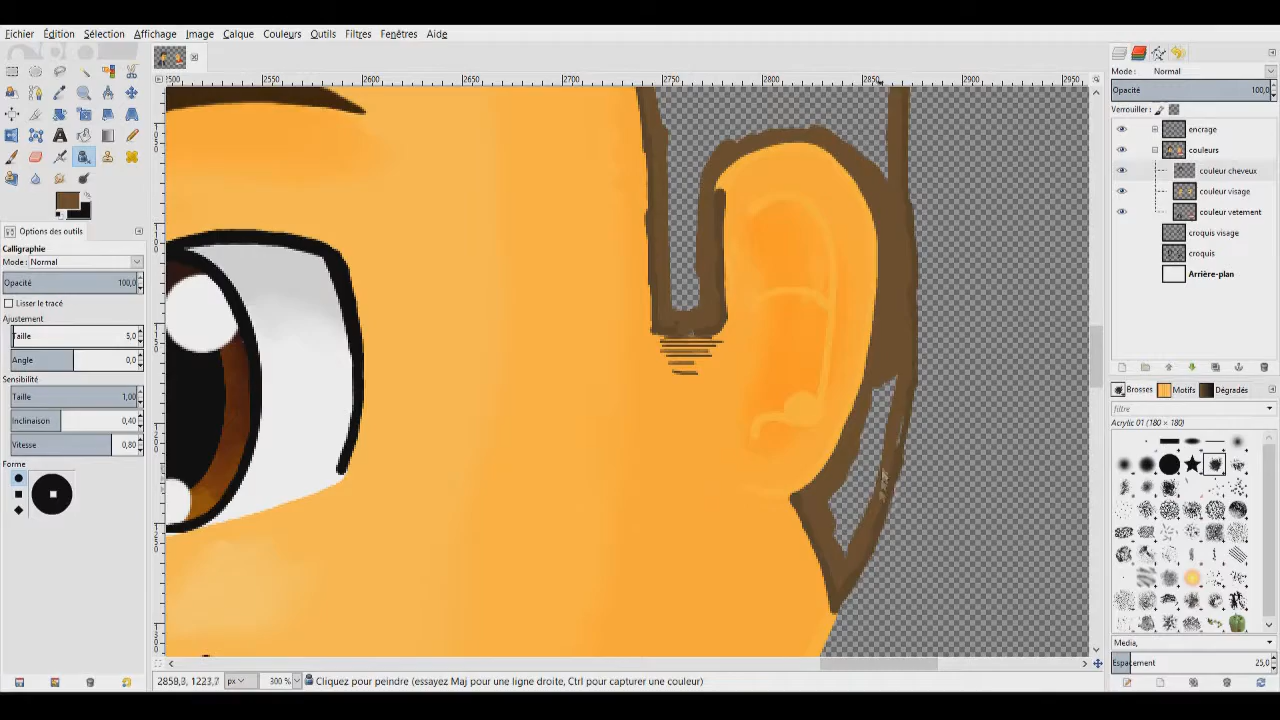 Fichier Édition Sélection Affichage Image Calque Couleurs Outils Filtres Fenêtres Aide
2500 2550 2600 2650 2700 2750 2800 2850 2900 2950
Mode: Normal
Opacité 100,0
Verrouiller:
encrage
couleurs
couleur cheveux
couleur visage
couleur vetement
croquis visage
croquis
Arrière-plan
Options des outils
Calligraphie
Mode: Normal
Opacité 100,0
Lisser le tracé
Ajustement
Taille 5,0
Angle 0,0
Sensibilité
Taille 1,00
Inclinaison 0,40
Vitesse 0,80
Forme
Brosses Motifs Dégradés
filtre
Acrylic 01 (180 × 180)
Media,
Espacement 25,0
2858,3, 1223,7 px 300 % Cliquez pour peindre (essayez Maj pour une ligne droite, Ctrl pour capturer une couleur)